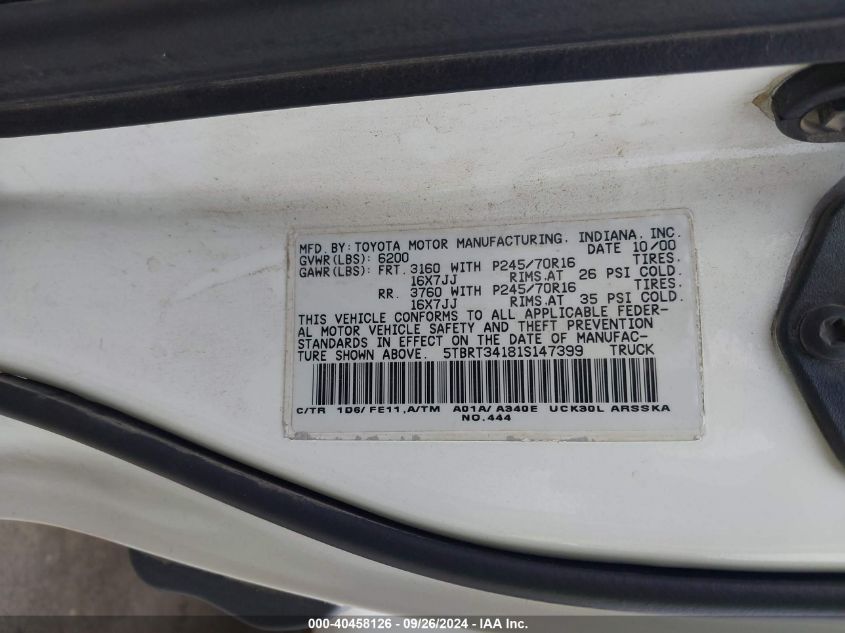 MFD. BY: TOYOTA MOTOR MANUFACTURING, INDIANA, INC.
GVWR(LBS): 6200 DATE 10/00
GAWR(LBS): FRT. 3160 WITH P245/70R16 TIRES.
16X7JJ RIMS.AT 26 PSI COLD.
RR. 3760 WITH P245/70R16 TIRES.
16X7JJ RIMS.AT 35 PSI COLD.
THIS VEHICLE CONFORMS TO ALL APPLICABLE FEDER-
AL MOTOR VEHICLE SAFETY AND THEFT PREVENTION
STANDARDS IN EFFECT ON THE DATE OF MANUFAC-
TURE SHOWN ABOVE. 5TBRT34181S147399 TRUCK
C/TR 1D6/FE11,A/TM A01A/A340E UCK30L ARSSKA
NO.444
000-40458126 - 09/26/2024 - IAA Inc.